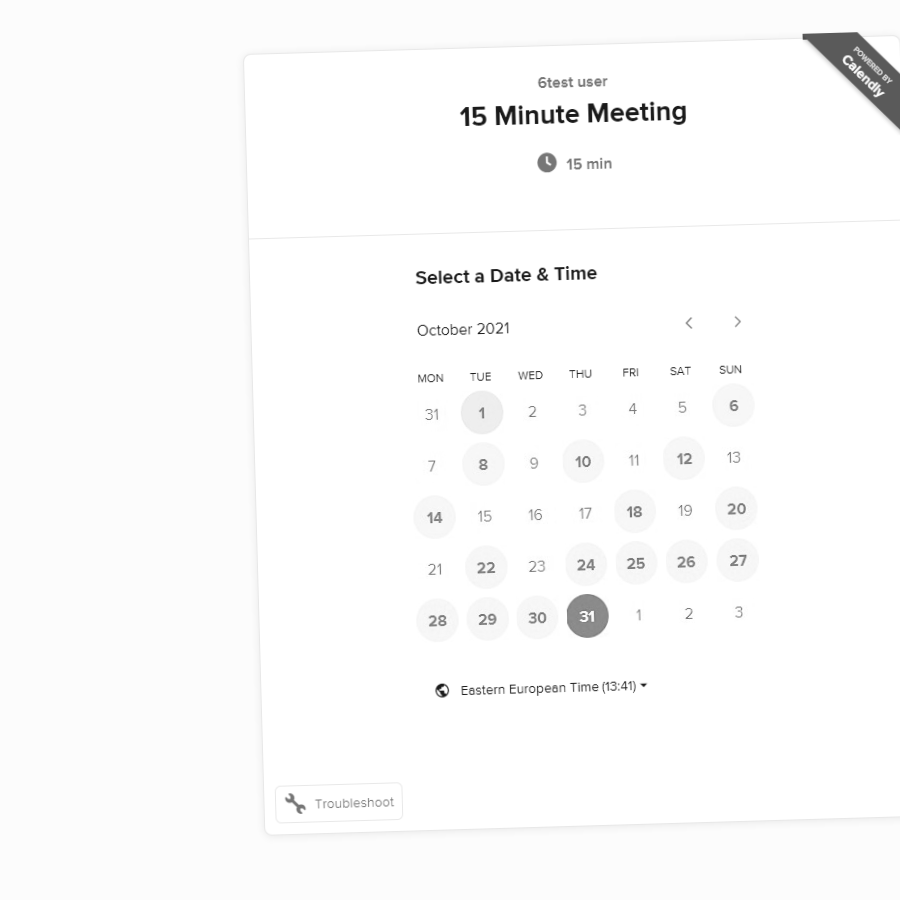 POWERED BY
Calendly
6test user
15 Minute Meeting
15 min
Select a Date & Time
October 2021
MON TUE WED THU FRI SAT SUN
31 1 2 3 4 5 6
7 8 9 10 11 12 13
14 15 16 17 18 19 20
21 22 23 24 25 26 27
28 29 30 31 1 2 3
Eastern European Time (13:41)
Troubleshoot